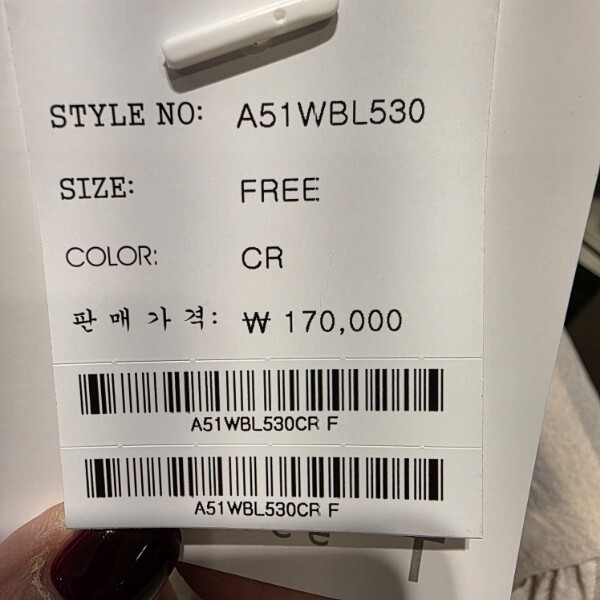 STYLE NO: A51WBL530
SIZE: FREE
COLOR: CR
판매가격: ₩ 170,000
A51WBL530CR F
A51WBL530CR F